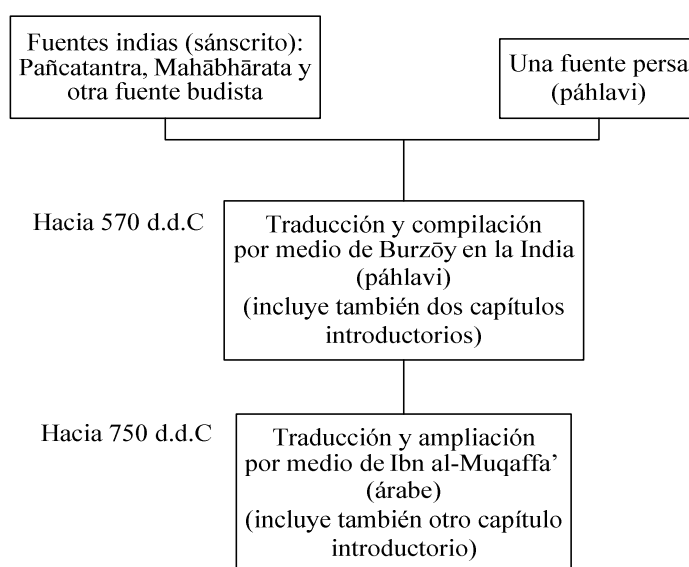 Fuentes indias (sánscrito):
Pañcatantra, Mahābhārata y
otra fuente budista
Una fuente persa
(páhlavi)
Hacia 570 d.d.C
Traducción y compilación
por medio de Burzōy en la India
(páhlavi)
(incluye también dos capítulos
introductorios)
Hacia 750 d.d.C
Traducción y ampliación
por medio de Ibn al-Muqaffa’
(árabe)
(incluye también otro capítulo
introductorio)